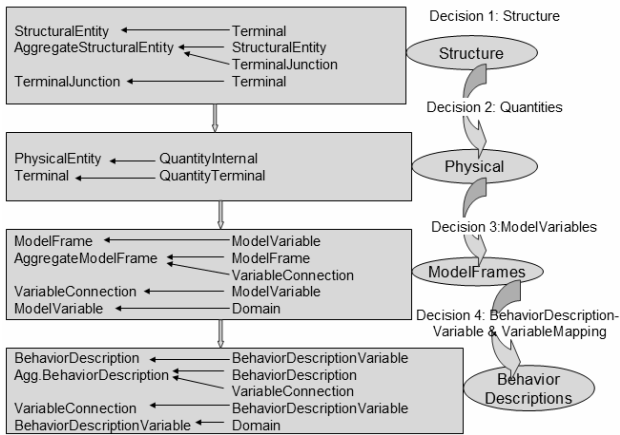 Decision 1: Structure
StructuralEntity Terminal
AggregateStructuralEntity StructuralEntity
TerminalJunction
TerminalJunction Terminal
Structure
Decision 2: Quantities
PhysicalEntity QuantityInternal
Terminal QuantityTerminal
Physical
Decision 3:ModelVariables
ModelFrame ModelVariable
AggregateModelFrame ModelFrame
VariableConnection
VariableConnection ModelVariable
ModelVariable Domain
ModelFrames
Decision 4: BehaviorDescription-
Variable & VariableMapping
BehaviorDescription BehaviorDescriptionVariable
Agg.BehaviorDescription BehaviorDescription
VariableConnection
VariableConnection BehaviorDescriptionVariable
BehaviorDescriptionVariable Domain
Behavior
Descriptions